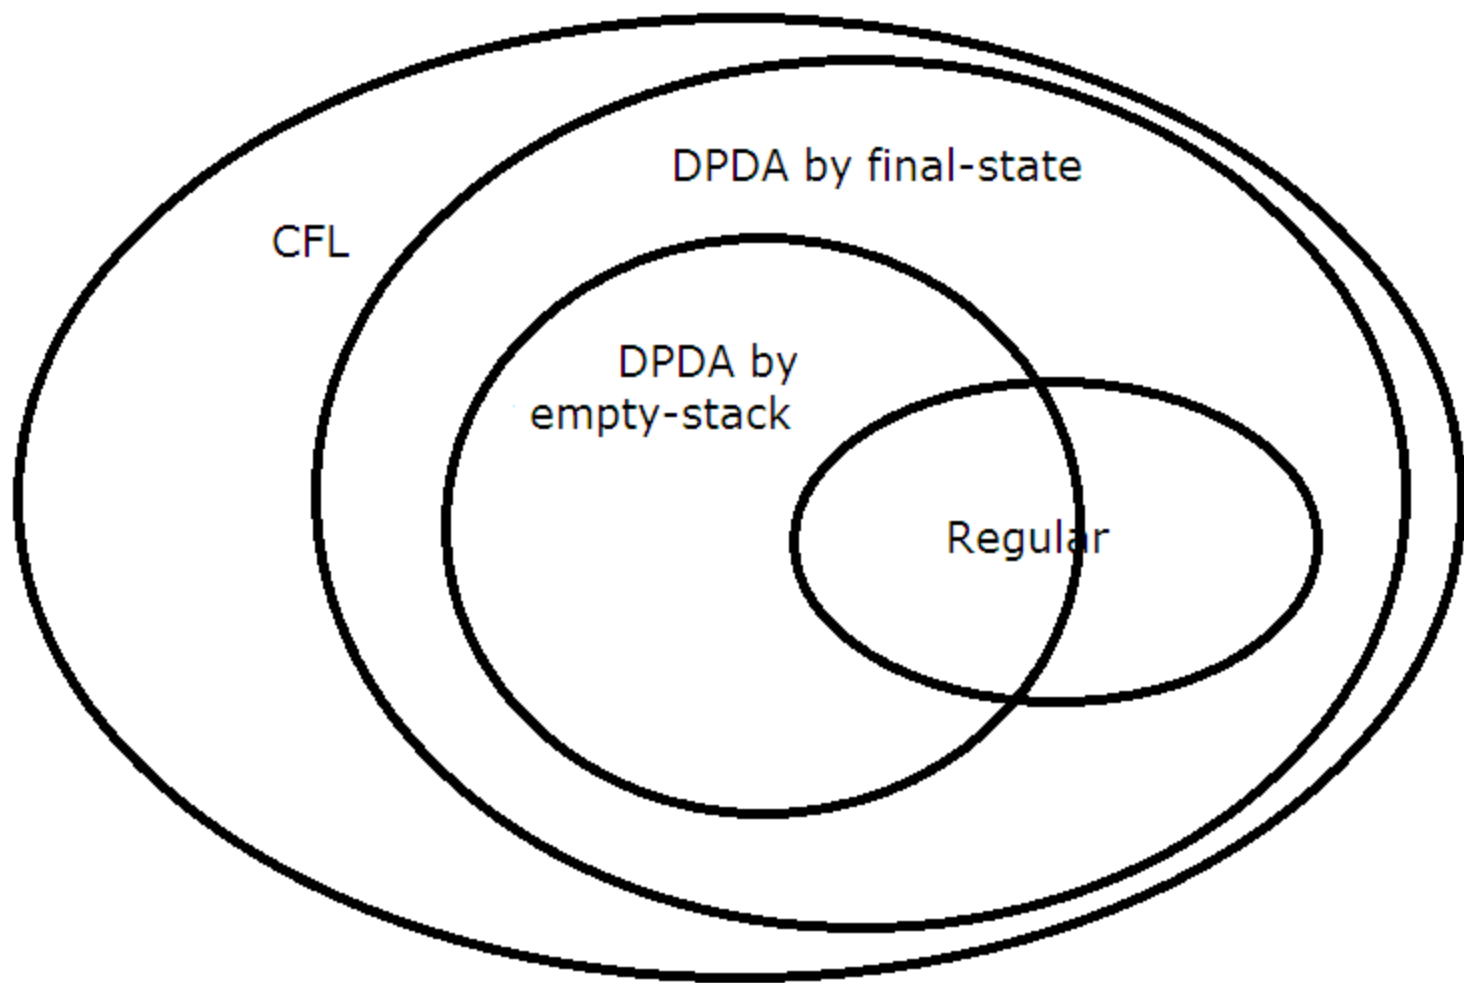 DPDA by final-state
CFL
DPDA by
empty-stack
Regular